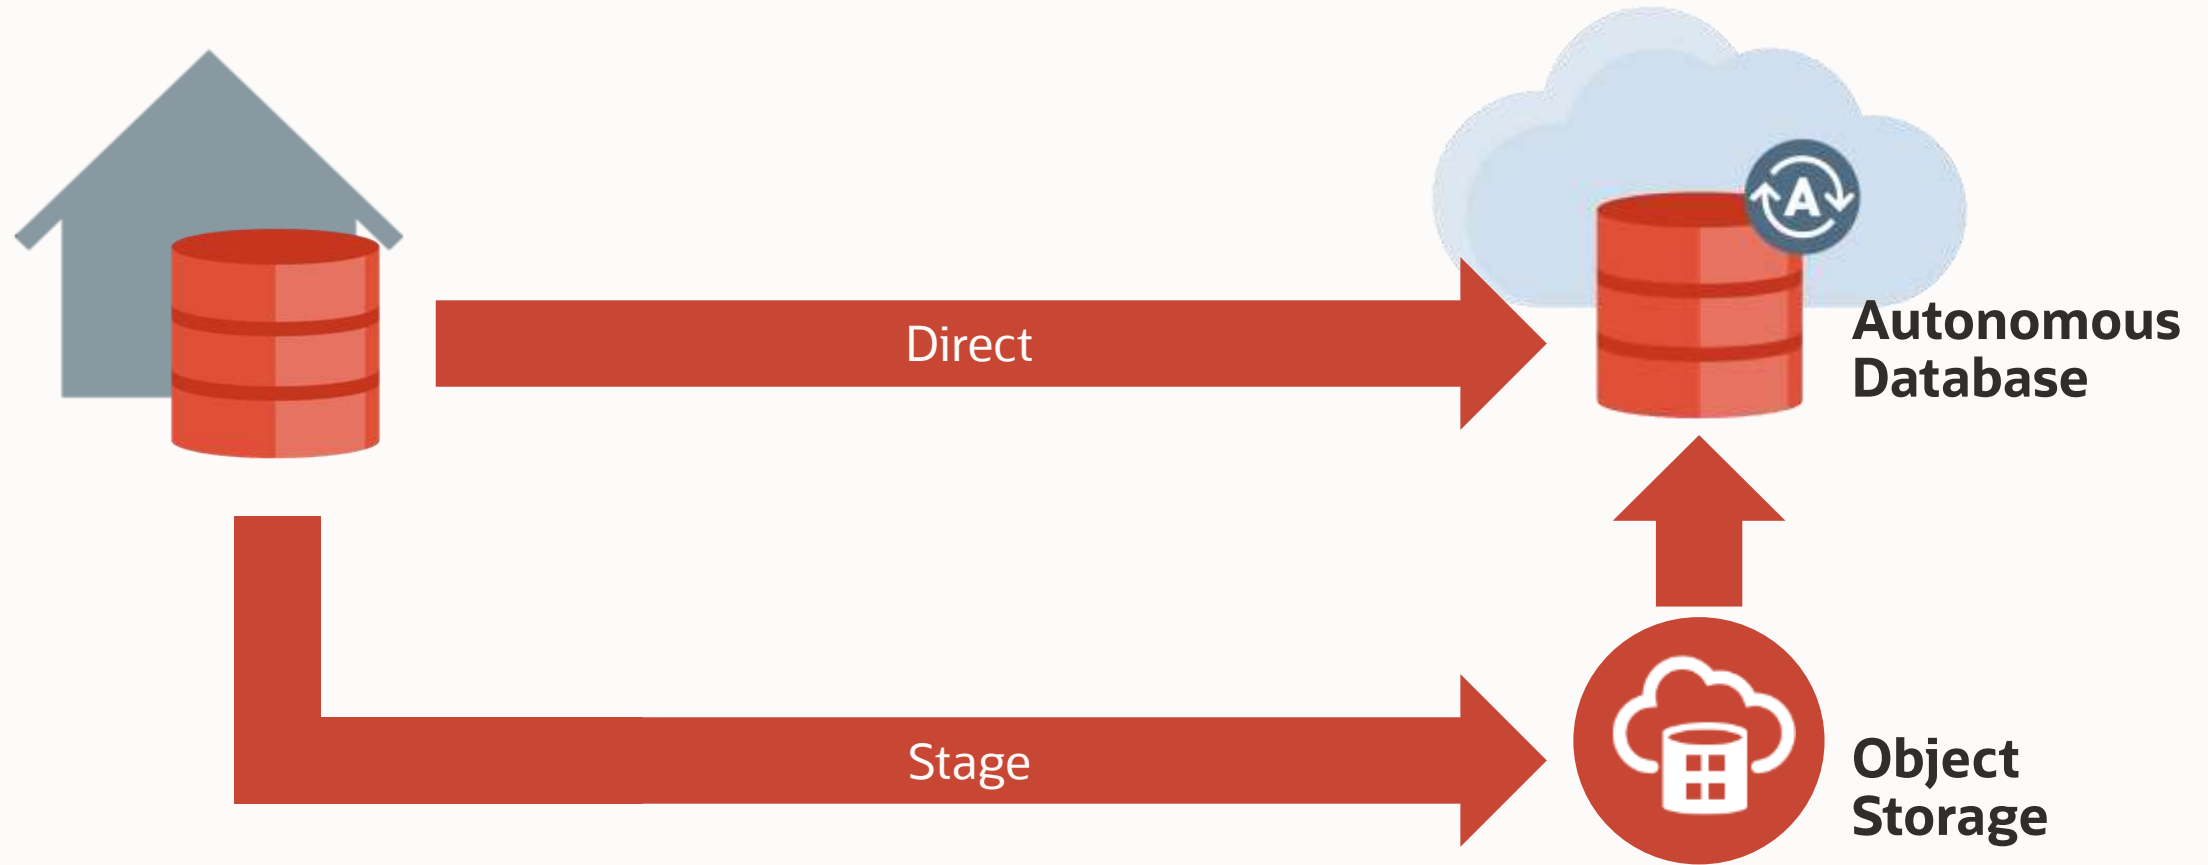 A
Direct
Autonomous
Database
Stage
Object
Storage